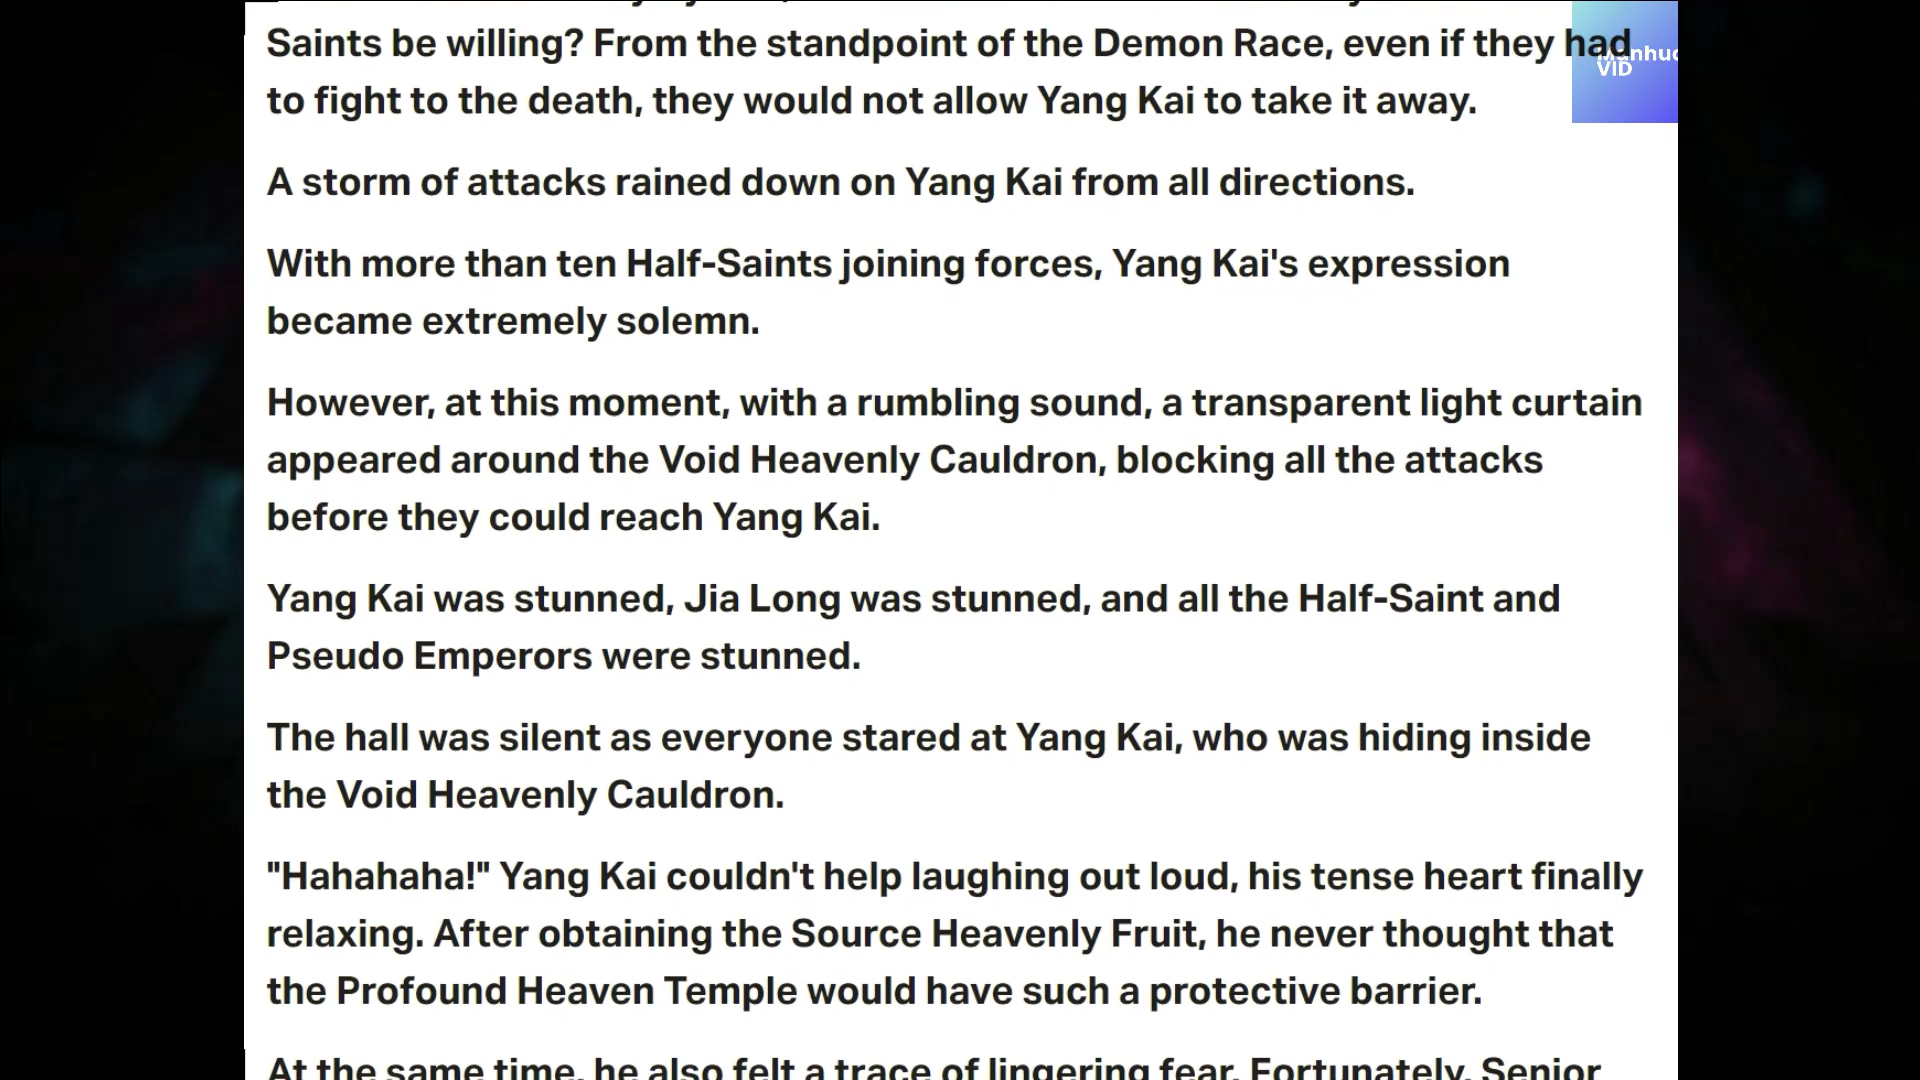 Saints be willing? From the standpoint of the Demon Race, even if they had
to fight to the death, they would not allow Yang Kai to take it away.
A storm of attacks rained down on Yang Kai from all directions.
With more than ten Half-Saints joining forces, Yang Kai's expression
became extremely solemn.
However, at this moment, with a rumbling sound, a transparent light curtain
appeared around the Void Heavenly Cauldron, blocking all the attacks
before they could reach Yang Kai.
Yang Kai was stunned, Jia Long was stunned, and all the Half-Saint and
Pseudo Emperors were stunned.
The hall was silent as everyone stared at Yang Kai, who was hiding inside
the Void Heavenly Cauldron.
"Hahahaha!" Yang Kai couldn't help laughing out loud, his tense heart finally
relaxing. After obtaining the Source Heavenly Fruit, he never thought that
the Profound Heaven Temple would have such a protective barrier.
At the same time, he also felt a trace of lingering fear. Fortunately, Senior
VID